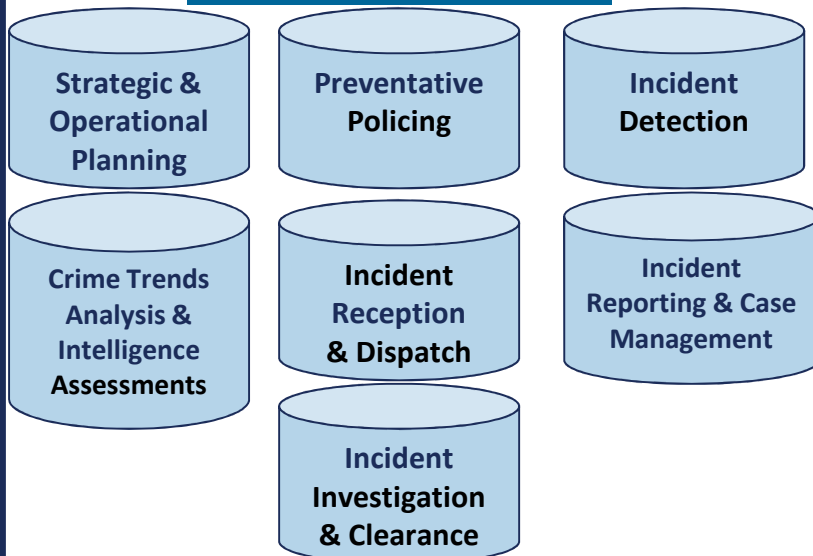 Strategic &
Operational
Planning
Preventative
Policing
Incident
Detection
Crime Trends
Analysis &
Intelligence
Assessments
Incident
Reception
& Dispatch
Incident
Reporting & Case
Management
Incident
Investigation
& Clearance